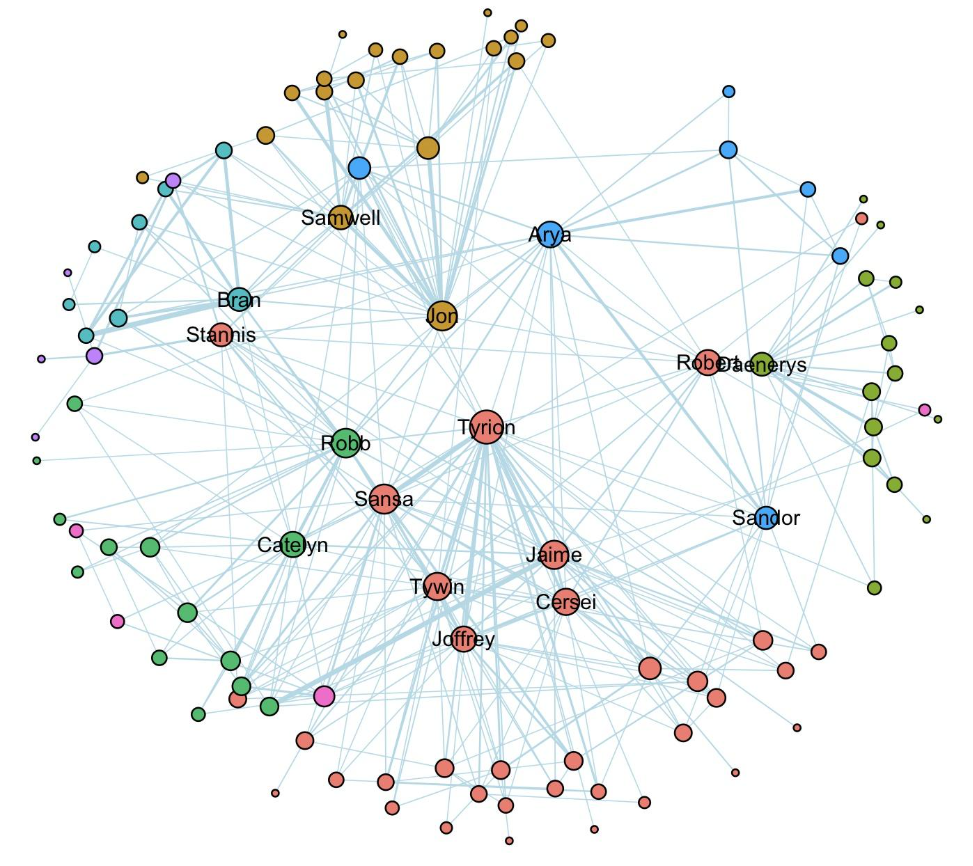 Samwell
Arya
Bran
Jon
Stannis
Robert
Daenerys
Tyrion
Robb
Sansa
Sandor
Catelyn
Jaime
Tywin
Cersei
Joffrey